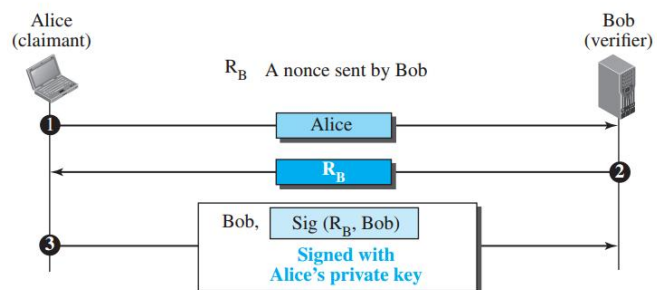 Alice
(claimant)
Bob
(verifier)
R_B A nonce sent by Bob
1
Alice
R_B
2
3
Bob, Sig (R_B, Bob)
Signed with
Alice's private key